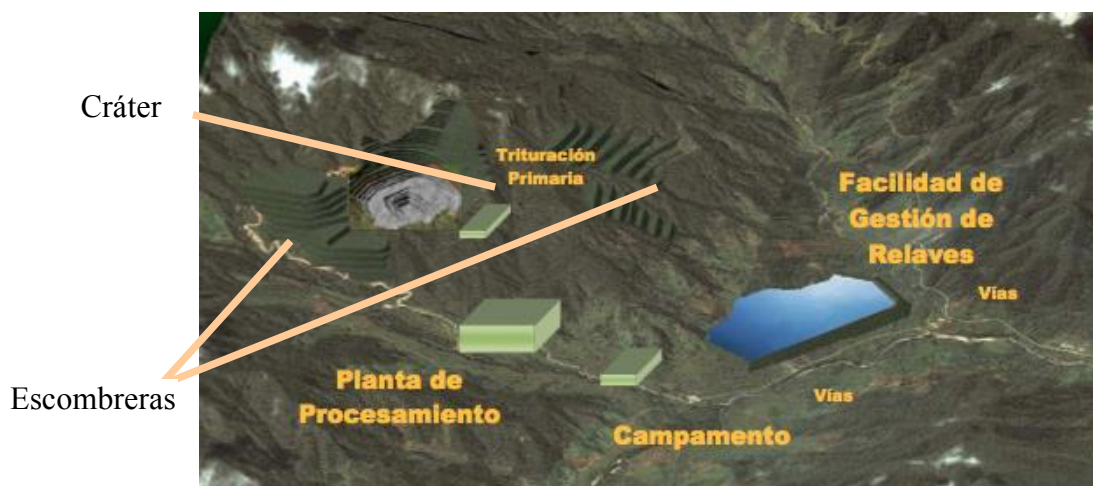 Cráter
Trituración
Primaria
Facilidad de
Gestión de
Relaves
Vías
Vías
Planta de
Procesamiento
Escombreras
Campamento